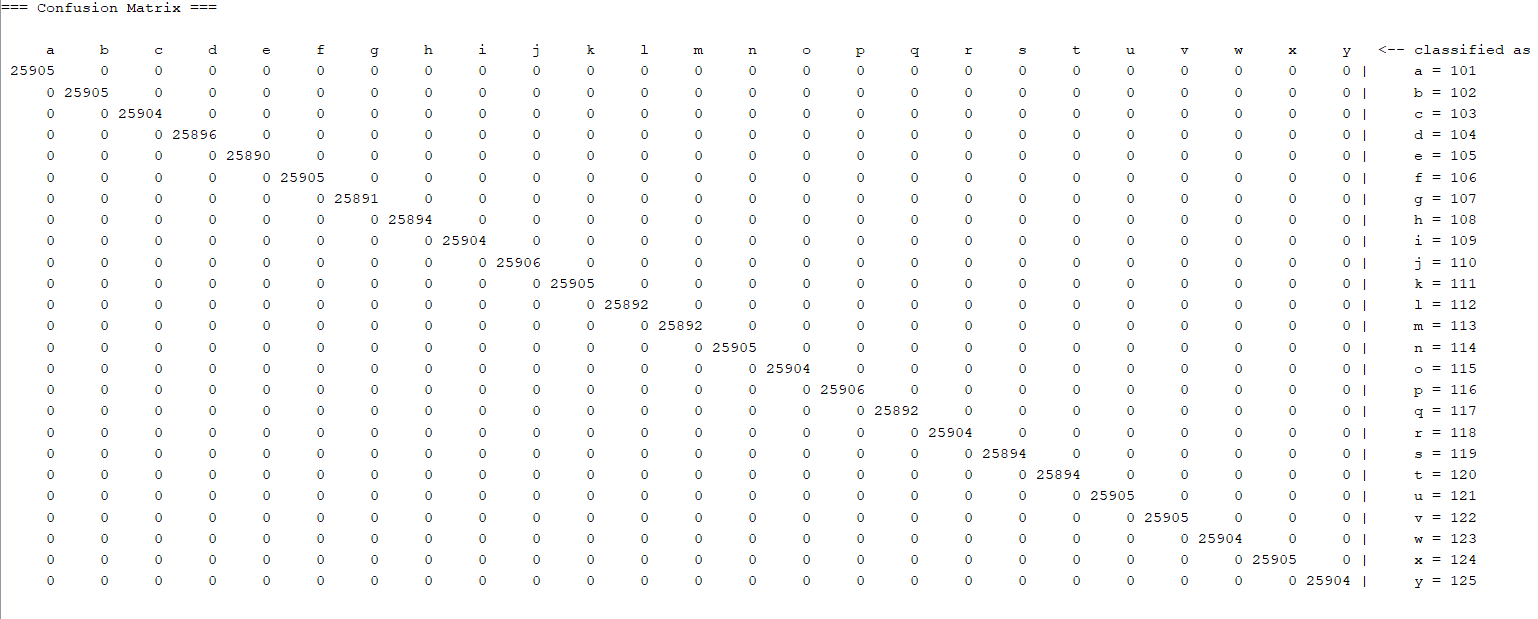 === Confusion Matrix ===
a b c d e f g h i j k l m n o p q r s t u v w x y <-- classified as
25905 0 0 0 0 0 0 0 0 0 0 0 0 0 0 0 0 0 0 0 0 0 0 0 0 | a = 101
0 25905 0 0 0 0 0 0 0 0 0 0 0 0 0 0 0 0 0 0 0 0 0 0 0 | b = 102
0 0 25904 0 0 0 0 0 0 0 0 0 0 0 0 0 0 0 0 0 0 0 0 0 0 | c = 103
0 0 0 25896 0 0 0 0 0 0 0 0 0 0 0 0 0 0 0 0 0 0 0 0 0 | d = 104
0 0 0 0 25890 0 0 0 0 0 0 0 0 0 0 0 0 0 0 0 0 0 0 0 0 | e = 105
0 0 0 0 0 25905 0 0 0 0 0 0 0 0 0 0 0 0 0 0 0 0 0 0 0 | f = 106
0 0 0 0 0 0 25891 0 0 0 0 0 0 0 0 0 0 0 0 0 0 0 0 0 0 | g = 107
0 0 0 0 0 0 0 25894 0 0 0 0 0 0 0 0 0 0 0 0 0 0 0 0 0 | h = 108
0 0 0 0 0 0 0 0 25904 0 0 0 0 0 0 0 0 0 0 0 0 0 0 0 0 | i = 109
0 0 0 0 0 0 0 0 0 25906 0 0 0 0 0 0 0 0 0 0 0 0 0 0 0 | j = 110
0 0 0 0 0 0 0 0 0 0 25905 0 0 0 0 0 0 0 0 0 0 0 0 0 0 | k = 111
0 0 0 0 0 0 0 0 0 0 0 25892 0 0 0 0 0 0 0 0 0 0 0 0 0 | l = 112
0 0 0 0 0 0 0 0 0 0 0 0 25892 0 0 0 0 0 0 0 0 0 0 0 0 | m = 113
0 0 0 0 0 0 0 0 0 0 0 0 0 25905 0 0 0 0 0 0 0 0 0 0 0 | n = 114
0 0 0 0 0 0 0 0 0 0 0 0 0 0 25904 0 0 0 0 0 0 0 0 0 0 | o = 115
0 0 0 0 0 0 0 0 0 0 0 0 0 0 0 25906 0 0 0 0 0 0 0 0 0 | p = 116
0 0 0 0 0 0 0 0 0 0 0 0 0 0 0 0 25892 0 0 0 0 0 0 0 0 | q = 117
0 0 0 0 0 0 0 0 0 0 0 0 0 0 0 0 0 25904 0 0 0 0 0 0 0 | r = 118
0 0 0 0 0 0 0 0 0 0 0 0 0 0 0 0 0 0 25894 0 0 0 0 0 0 | s = 119
0 0 0 0 0 0 0 0 0 0 0 0 0 0 0 0 0 0 0 25894 0 0 0 0 0 | t = 120
0 0 0 0 0 0 0 0 0 0 0 0 0 0 0 0 0 0 0 0 25905 0 0 0 0 | u = 121
0 0 0 0 0 0 0 0 0 0 0 0 0 0 0 0 0 0 0 0 0 25905 0 0 0 | v = 122
0 0 0 0 0 0 0 0 0 0 0 0 0 0 0 0 0 0 0 0 0 0 25904 0 0 | w = 123
0 0 0 0 0 0 0 0 0 0 0 0 0 0 0 0 0 0 0 0 0 0 0 25905 0 | x = 124
0 0 0 0 0 0 0 0 0 0 0 0 0 0 0 0 0 0 0 0 0 0 0 0 25904 | y = 125